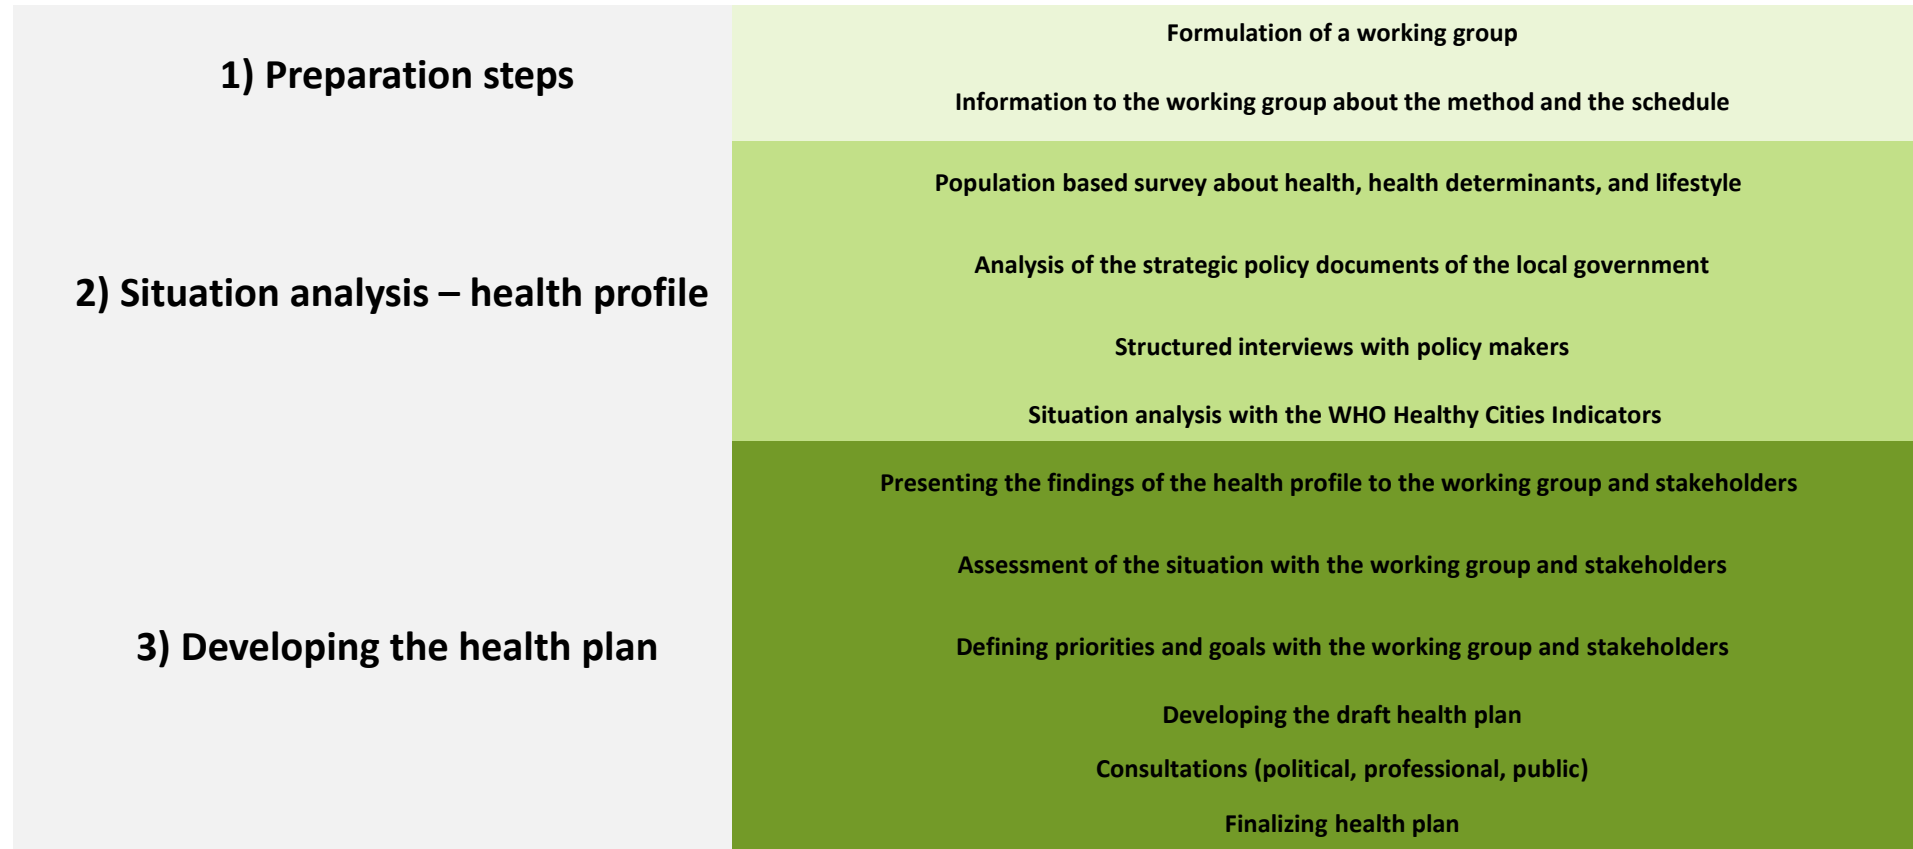 1) Preparation steps
Formulation of a working group
Information to the working group about the method and the schedule
2) Situation analysis – health profile
Population based survey about health, health determinants, and lifestyle
Analysis of the strategic policy documents of the local government
Structured interviews with policy makers
Situation analysis with the WHO Healthy Cities Indicators
3) Developing the health plan
Presenting the findings of the health profile to the working group and stakeholders
Assessment of the situation with the working group and stakeholders
Defining priorities and goals with the working group and stakeholders
Developing the draft health plan
Consultations (political, professional, public)
Finalizing health plan